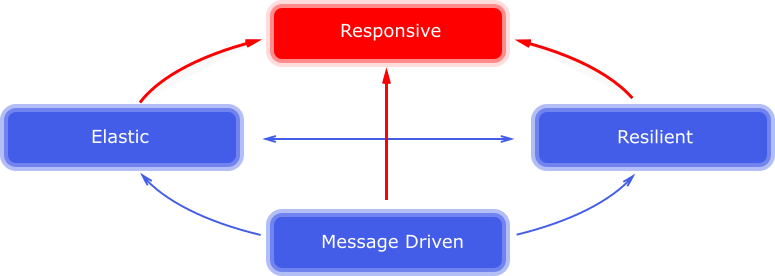 Responsive
Elastic
Resilient
Message Driven